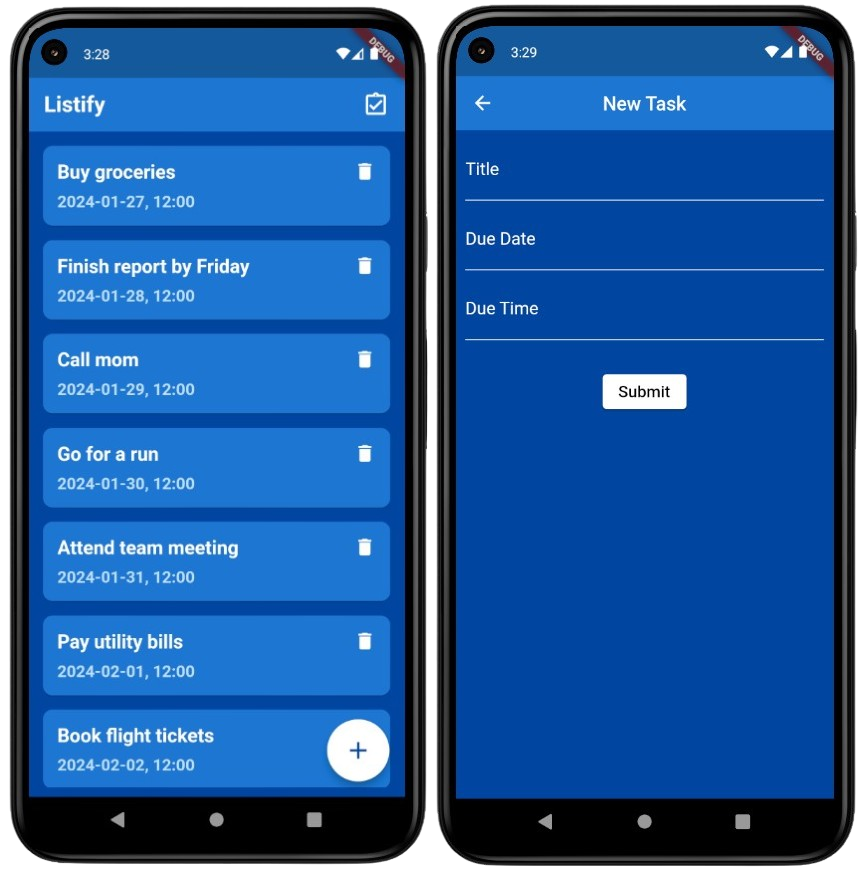 3:28
DEBUG
Listify
Buy groceries
2024-01-27, 12:00
Finish report by Friday
2024-01-28, 12:00
Call mom
2024-01-29, 12:00
Go for a run
2024-01-30, 12:00
Attend team meeting
2024-01-31, 12:00
Pay utility bills
2024-02-01, 12:00
Book flight tickets
2024-02-02, 12:00
+
3:29
DEBUG
New Task
Title
Due Date
Due Time
Submit